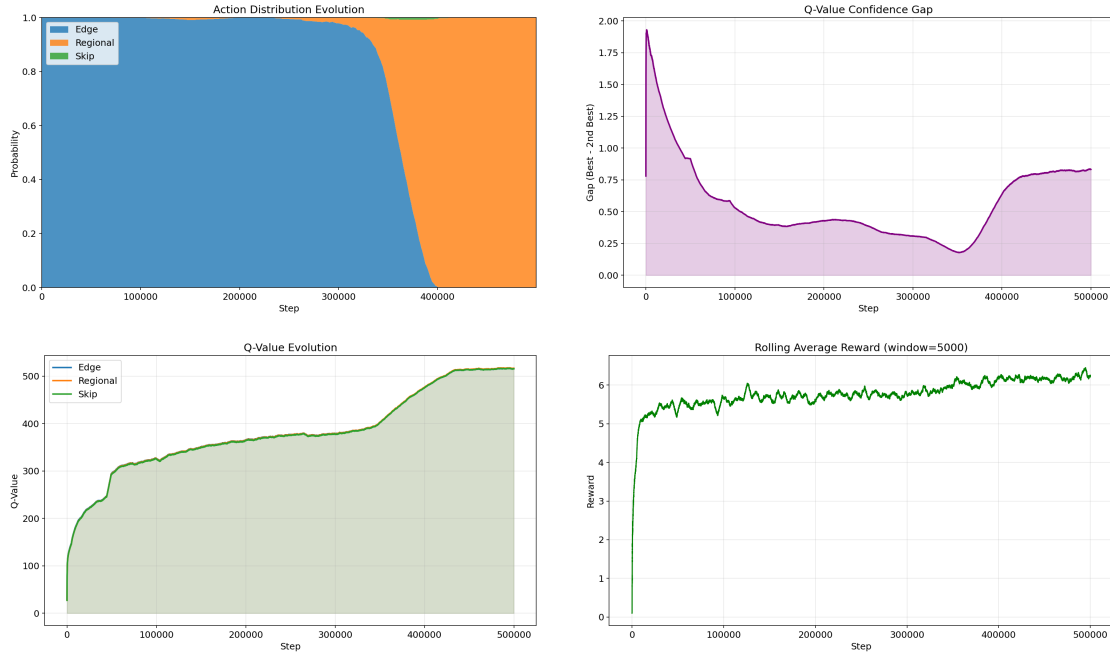 Action Distribution Evolution
Edge
Regional
Skip
1.0
0.8
0.6
0.4
0.2
0.0
Probability
0
100000
200000
300000
400000
Step
Q-Value Confidence Gap
2.00
1.75
1.50
1.25
1.00
0.75
0.50
0.25
0.00
Gap (Best - 2nd Best)
0
100000
200000
300000
400000
500000
Step
Q-Value Evolution
Edge
Regional
Skip
500
400
300
200
100
0
Q-Value
0
100000
200000
300000
400000
500000
Step
Rolling Average Reward (window=5000)
6
5
4
3
2
1
0
Reward
0
100000
200000
300000
400000
500000
Step